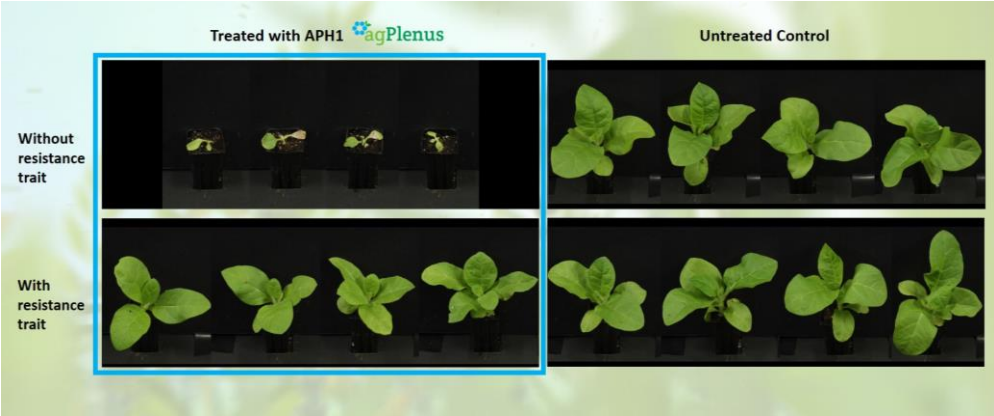 Treated with APH1 agPlenus
Untreated Control
Without
resistance
trait
With
resistance
trait